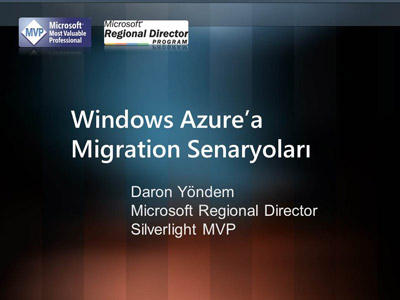 MVP
Microsoft®
Most Valuable
Professional
Microsoft®
Regional Director
PROGRAM
Windows Azure’a
Migration Senaryoları
Daron Yöndem
Microsoft Regional Director
Silverlight MVP